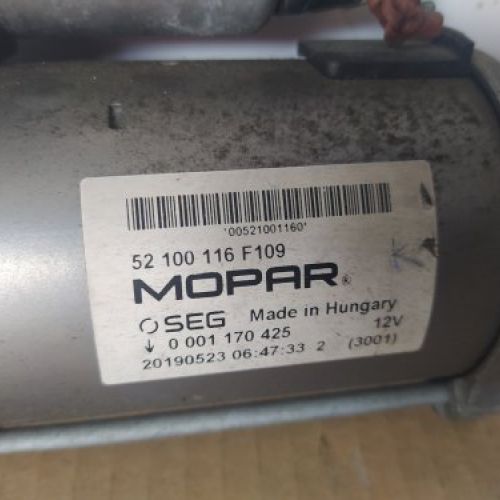 '00521001160'
52 100 116 F109
MOPAR®
SEG Made in Hungary
↓ 0 001 170 425 12V
20190523 06:47:33 2 (3001)